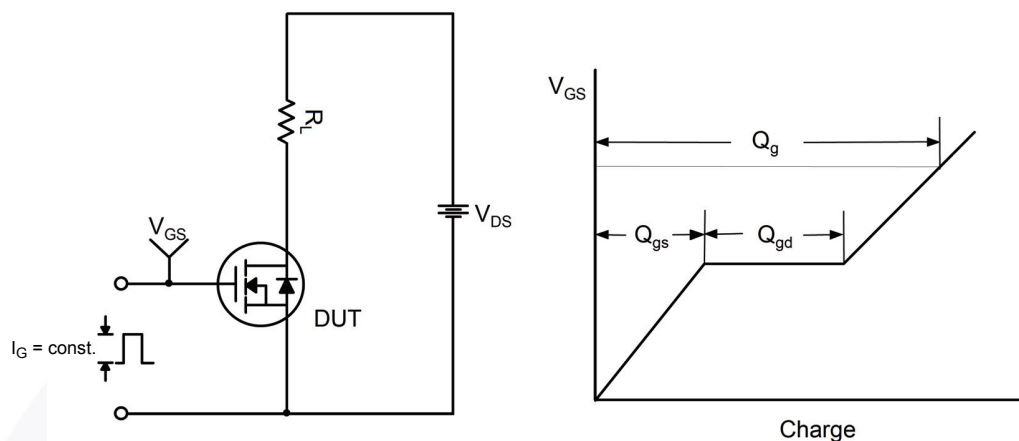 R_L
V_DS
V_GS
DUT
I_G = const.
V_GS
Q_g
Q_gs
Q_gd
Charge